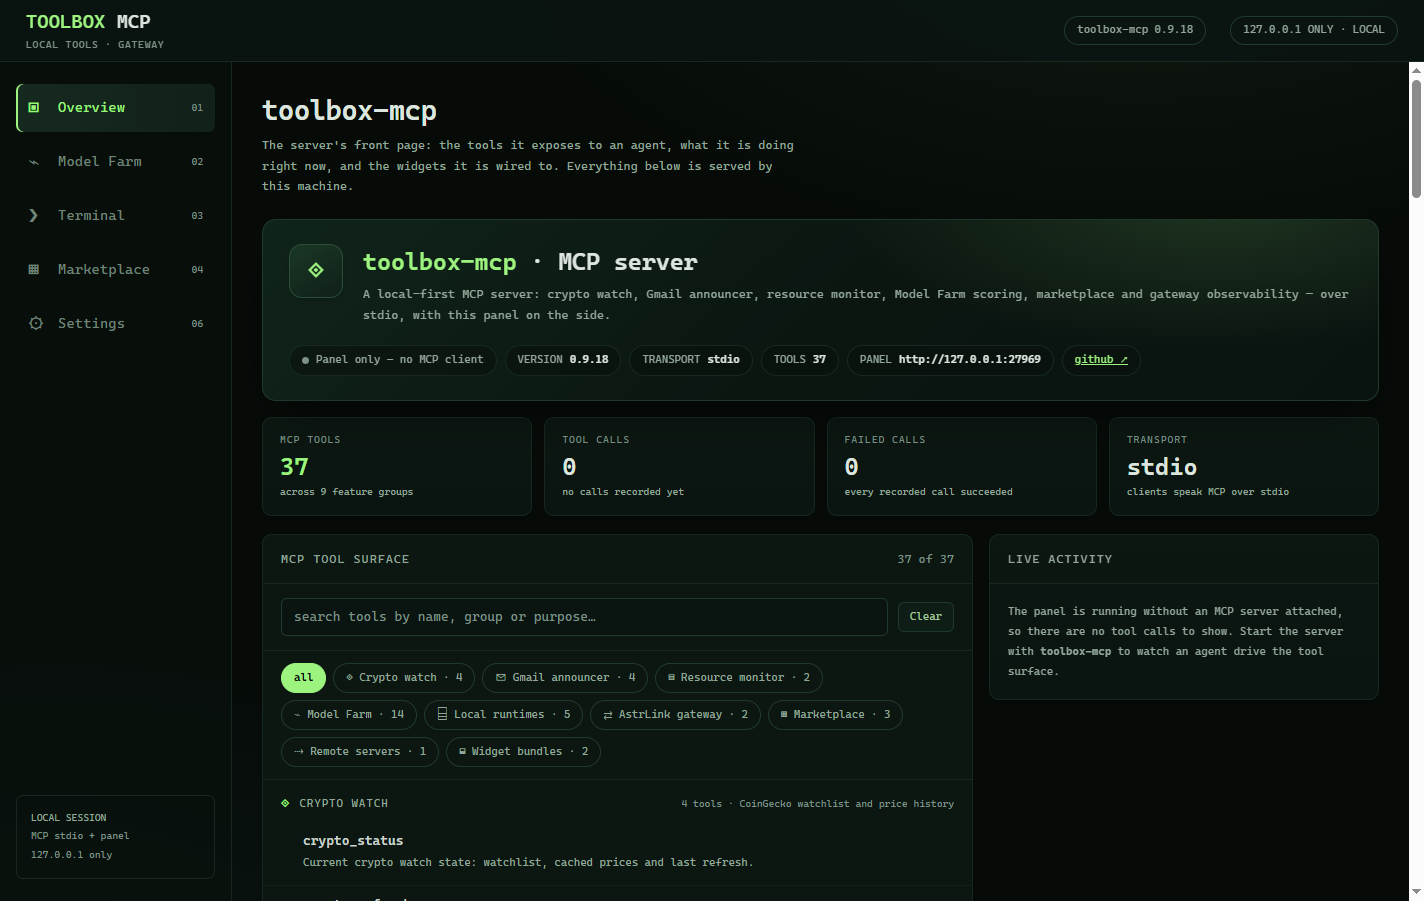 TOOLBOX MCP
LOCAL TOOLS · GATEWAY
toolbox-mcp 0.9.18
127.0.0.1 ONLY · LOCAL
Overview 01
Model Farm 02
Terminal 03
Marketplace 04
Settings 06
LOCAL SESSION
MCP stdio + panel
127.0.0.1 only
toolbox-mcp
The server's front page: the tools it exposes to an agent, what it is doing
right now, and the widgets it is wired to. Everything below is served by
this machine.
toolbox-mcp · MCP server
A local-first MCP server: crypto watch, Gmail announcer, resource monitor, Model Farm scoring, marketplace and gateway observability — over
stdio, with this panel on the side.
Panel only — no MCP client
VERSION 0.9.18
TRANSPORT stdio
TOOLS 37
PANEL http://127.0.0.1:27969
github ↗
MCP TOOLS
37
across 9 feature groups
TOOL CALLS
0
no calls recorded yet
FAILED CALLS
0
every recorded call succeeded
TRANSPORT
stdio
clients speak MCP over stdio
MCP TOOL SURFACE
37 of 37
search tools by name, group or purpose…
Clear
all
Crypto watch · 4
Gmail announcer · 4
Resource monitor · 2
Model Farm · 14
Local runtimes · 5
AstrLink gateway · 2
Marketplace · 3
Remote servers · 1
Widget bundles · 2
CRYPTO WATCH
4 tools · CoinGecko watchlist and price history
crypto_status
Current crypto watch state: watchlist, cached prices and last refresh.
LIVE ACTIVITY
The panel is running without an MCP server attached,
so there are no tool calls to show. Start the server
with toolbox-mcp to watch an agent drive the tool
surface.